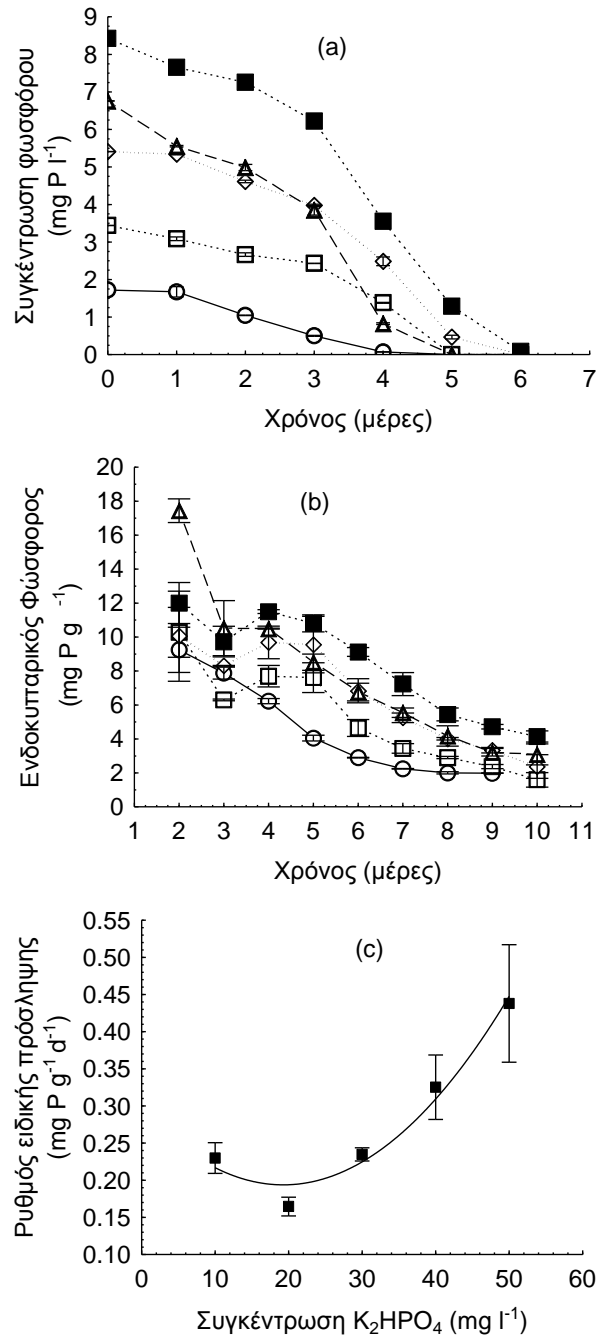 (a)
Συγκέντρωση φωσφόρου
(mg P l⁻¹)
9
8
7
6
5
4
3
2
1
0
0 1 2 3 4 5 6 7
Χρόνος (μέρες)
(b)
Ενδοκυτταρικός Φώσφορος
(mg P g ⁻¹)
20
18
16
14
12
10
8
6
4
2
0
1 2 3 4 5 6 7 8 9 10 11
Χρόνος (μέρες)
(c)
Ρυθμός ειδικής πρόσληψης
(mg P g⁻¹ d⁻¹)
0.55
0.50
0.45
0.40
0.35
0.30
0.25
0.20
0.15
0.10
0 10 20 30 40 50 60
Συγκέντρωση K₂HPO₄ (mg l⁻¹)